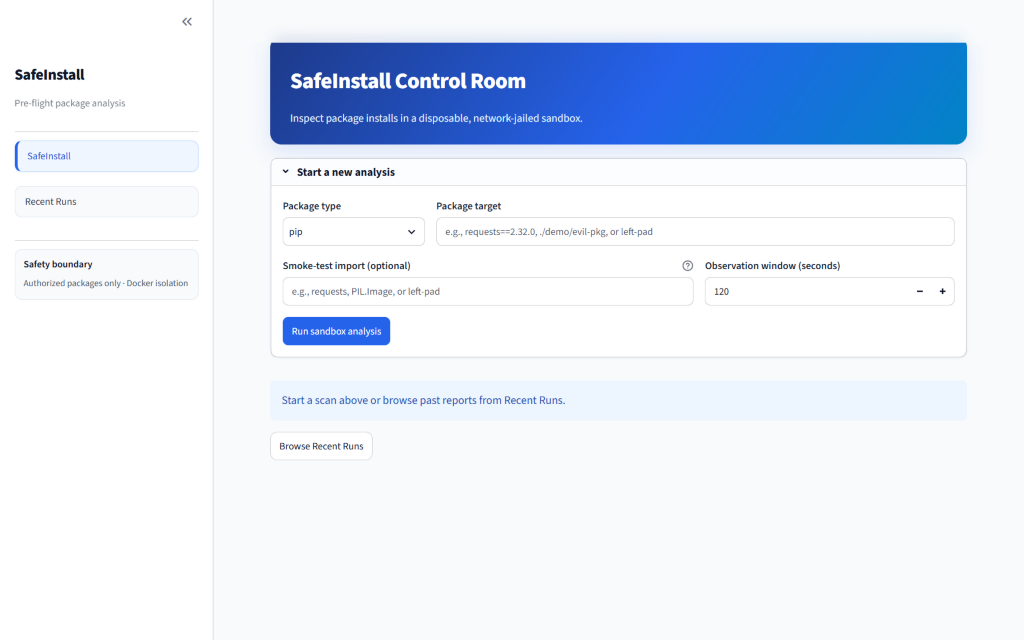 SafeInstall
Pre-flight package analysis
SafeInstall
Recent Runs
Safety boundary
Authorized packages only · Docker isolation
SafeInstall Control Room
Inspect package installs in a disposable, network-jailed sandbox.
Start a new analysis
Package type
Package target
pip
e.g., requests==2.32.0, ./demo/evil-pkg, or left-pad
Smoke-test import (optional)
Observation window (seconds)
e.g., requests, PIL.Image, or left-pad
120
Run sandbox analysis
Start a scan above or browse past reports from Recent Runs.
Browse Recent Runs